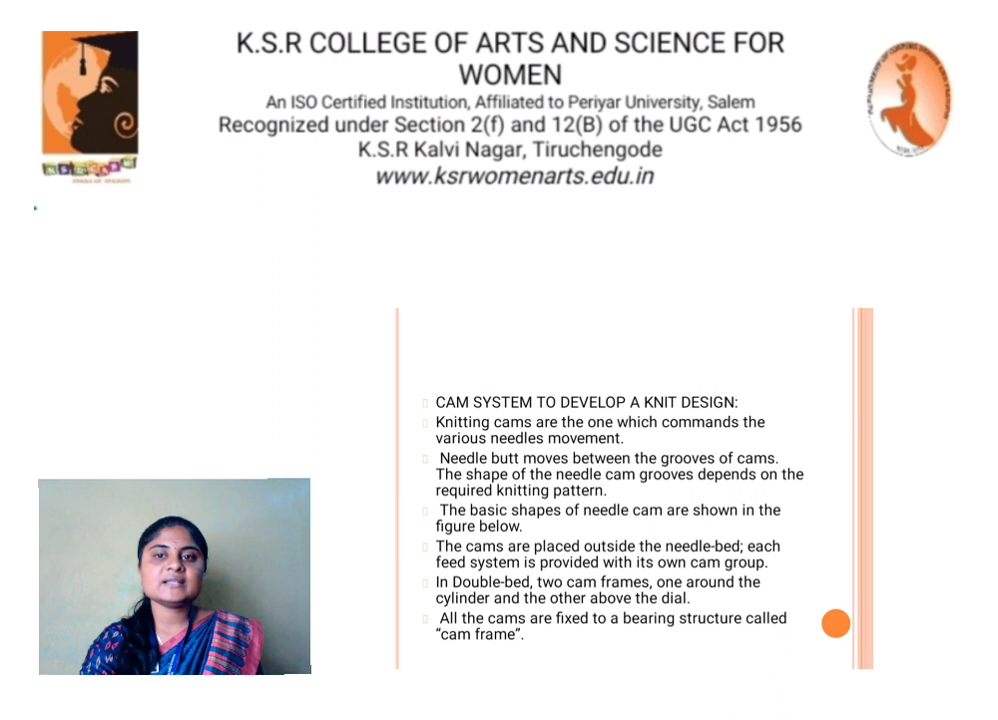 K.S.R COLLEGE OF ARTS AND SCIENCE FOR
WOMEN
An ISO Certified Institution, Affiliated to Periyar University, Salem
Recognized under Section 2(f) and 12(B) of the UGC Act 1956
K.S.R Kalvi Nagar, Tiruchengode
www.ksrwomenarts.edu.in
CAM SYSTEM TO DEVELOP A KNIT DESIGN:
Knitting cams are the one which commands the
various needles movement.
Needle butt moves between the grooves of cams.
The shape of the needle cam grooves depends on the
required knitting pattern.
The basic shapes of needle cam are shown in the
figure below.
The cams are placed outside the needle-bed; each
feed system is provided with its own cam group.
In Double-bed, two cam frames, one around the
cylinder and the other above the dial.
All the cams are fixed to a bearing structure called
“cam frame”.